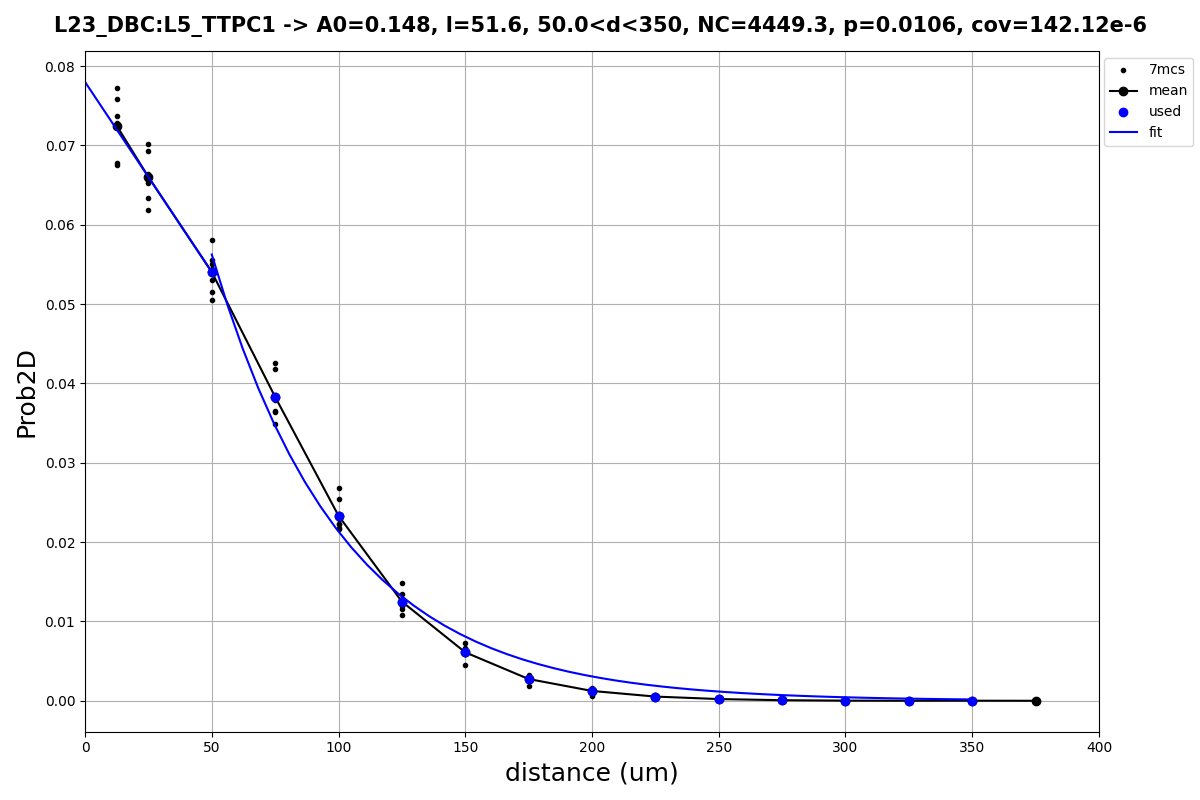 L23_DBC:L5_TTPC1 -> A0=0.148, l=51.6, 50.0<d<350, NC=4449.3, p=0.0106, cov=142.12e-6
7mcs
mean
used
fit
0.08
0.07
0.06
0.05
0.04
0.03
0.02
0.01
0.00
Prob2D
0 50 100 150 200 250 300 350 400
distance (um)